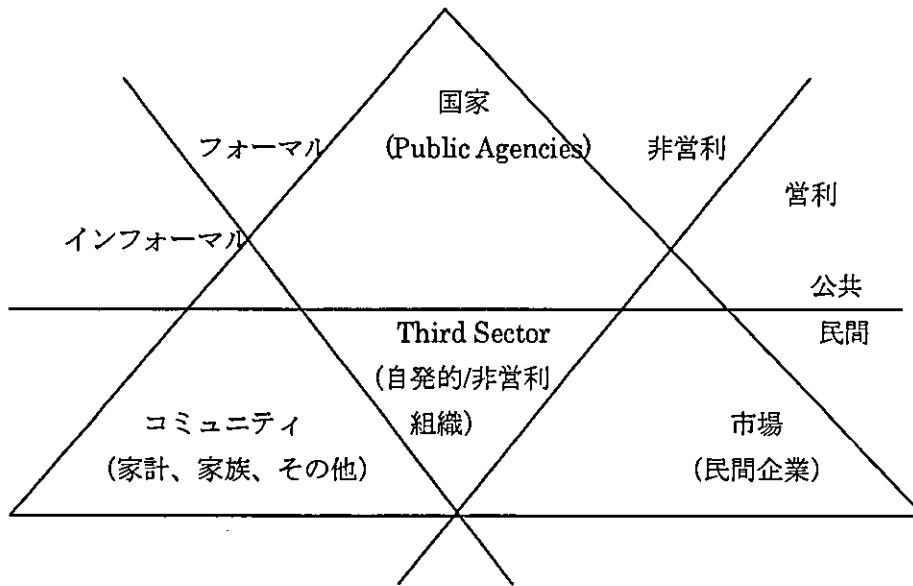 国家
(Public Agencies)
フォーマル
非営利
営利
インフォーマル
公共
民間
Third Sector
(自発的/非営利
組織)
コミュニティ
(家計、家族、その他)
市場
(民間企業)